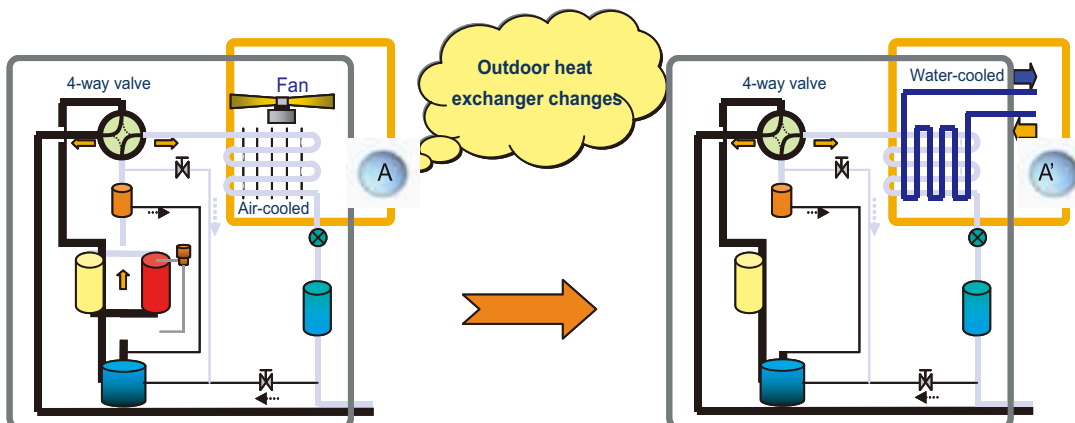 4-way valve
Fan
Air-cooled
A
Outdoor heat
exchanger changes
4-way valve
Water-cooled
A'